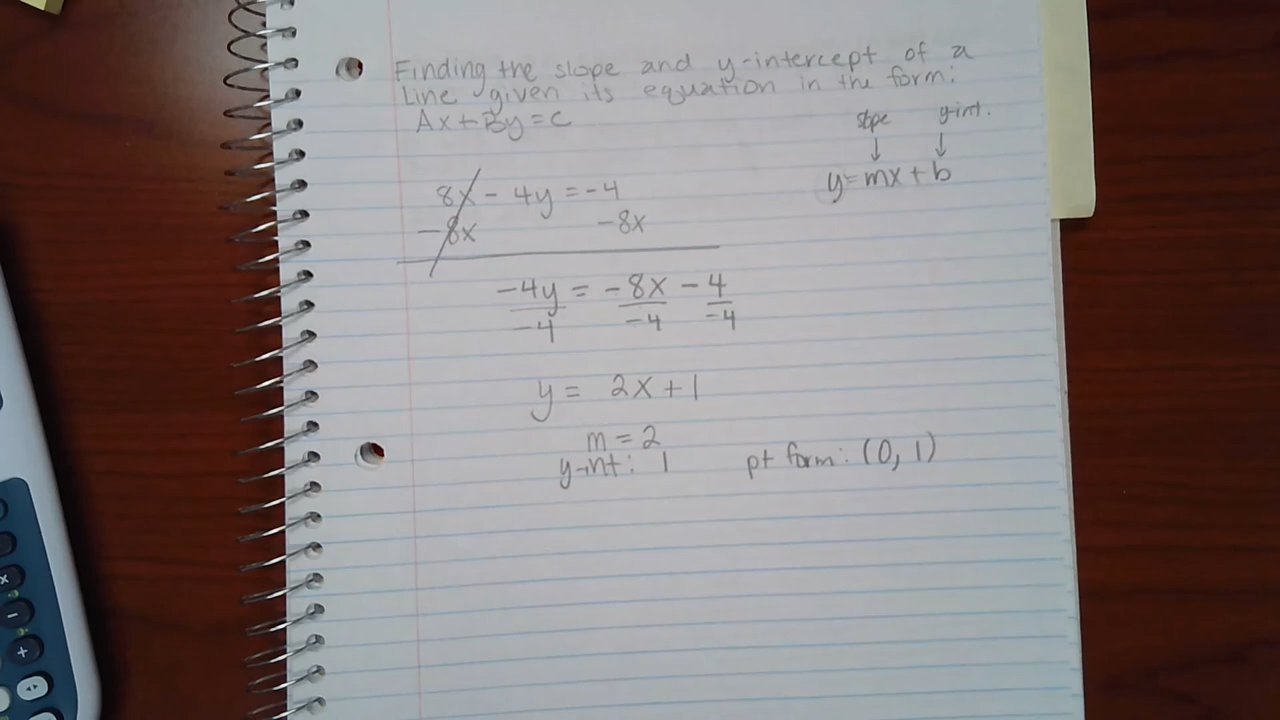 Finding the slope and y-intercept of a
Line given its equation in the form:
Ax+By=C
slope y-int.
↓ ↓
y=mx+b
8x - 4y = -4
-8x -8x
-4y = -8x - 4
-4 -4 -4
y = 2x + 1
m = 2
y-int: 1 pt form: (0, 1)
x
-
+